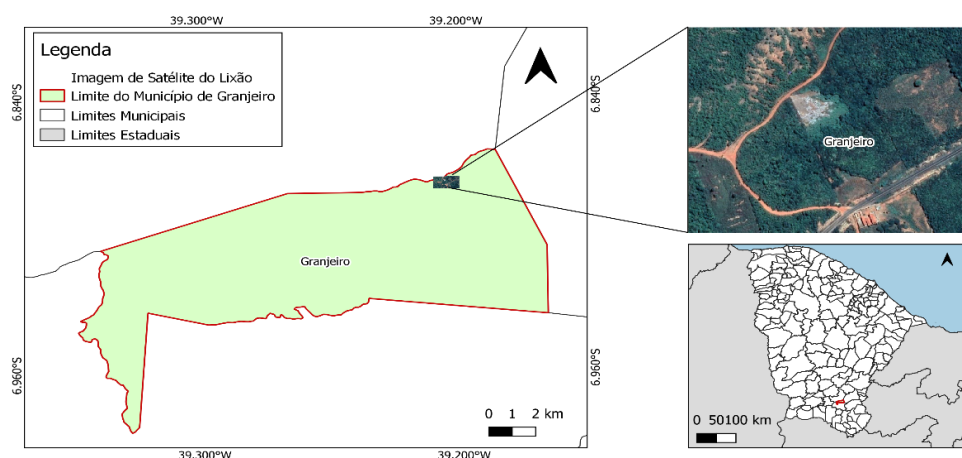 39.300°W
39.200°W
Legenda
Imagem de Satélite do Lixão
Limite do Município de Granjeiro
Limites Municipais
Limites Estaduais
6.840°S
6.840°S
Granjeiro
Granjeiro
6.960°S
6.960°S
0 1 2 km
0 50100 km
39.300°W
39.200°W